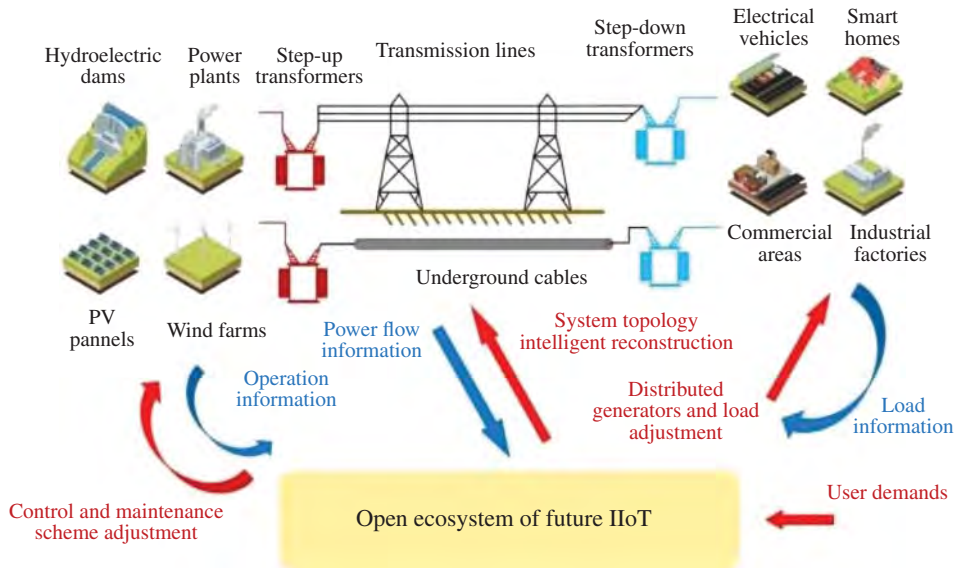 Hydroelectric
dams
Power
plants
Step-up
transformers
Transmission lines
Step-down
transformers
Electrical
vehicles
Smart
homes
PV
pannels
Wind farms
Underground cables
Commercial
areas
Industrial
factories
Power flow
information
System topology
intelligent reconstruction
Operation
information
Distributed
generators and load
adjustment
Load
information
Control and maintenance
scheme adjustment
Open ecosystem of future IIoT
User demands